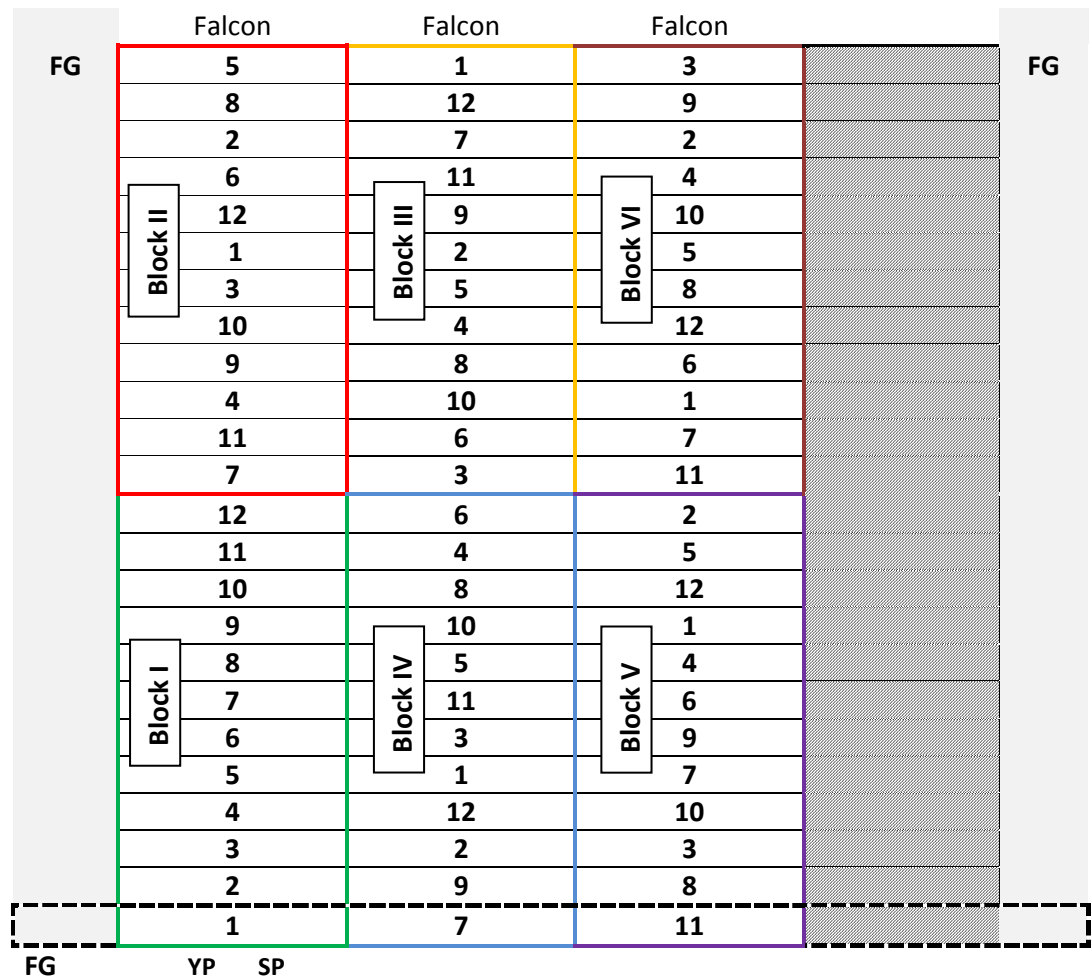 Falcon Falcon Falcon
FG 5 1 3 FG
8 12 9
2 7 2
6 11 4
12 9 10
1 2 5
3 5 8
10 4 12
9 8 6
4 10 1
11 6 7
7 3 11
Block II Block III Block VI
12 6 2
11 4 5
10 8 12
9 10 1
8 5 4
7 11 6
6 3 9
5 1 7
4 12 10
3 2 3
2 9 8
1 7 11
Block I Block IV Block V
FG YP SP